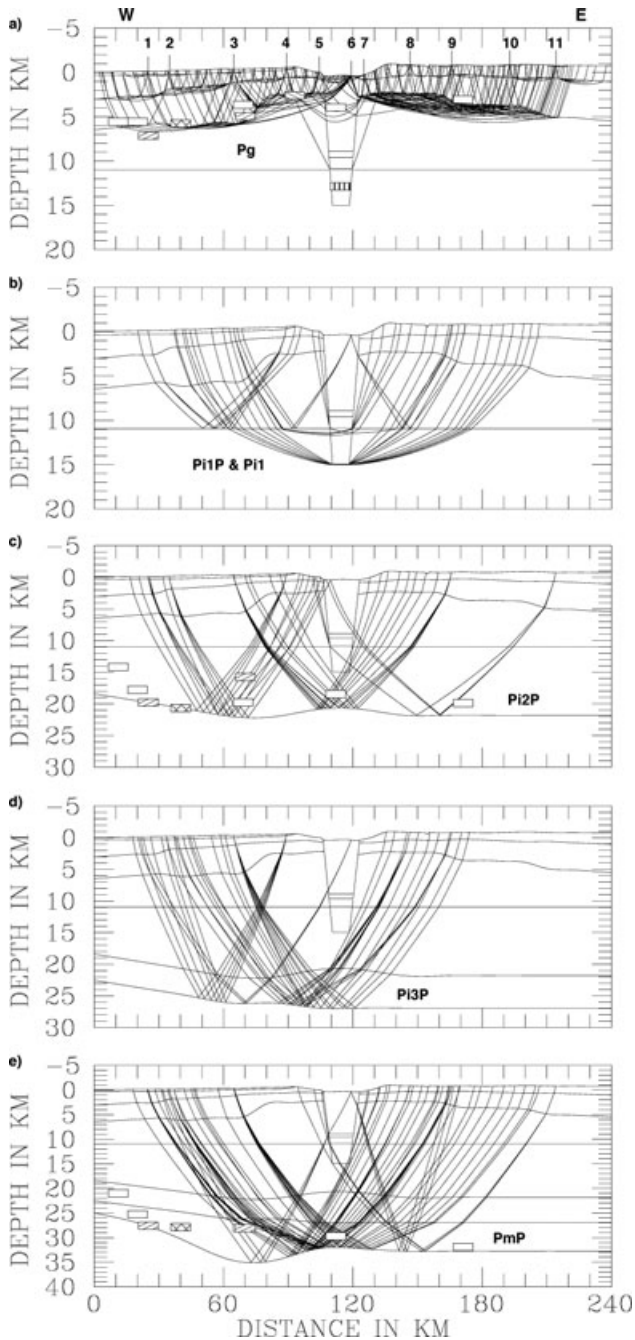 W E
a)
1 2 3 4 5 6 7 8 9 10 11
-5
0
5
10
15
20
DEPTH IN KM
Pg
b)
-5
0
5
10
15
20
DEPTH IN KM
Pi1P & Pi1
c)
-5
0
5
10
15
20
25
30
DEPTH IN KM
Pi2P
d)
-5
0
5
10
15
20
25
30
DEPTH IN KM
Pi3P
e)
-5
0
5
10
15
20
25
30
35
40
DEPTH IN KM
PmP
0 60 120 180 240
DISTANCE IN KM